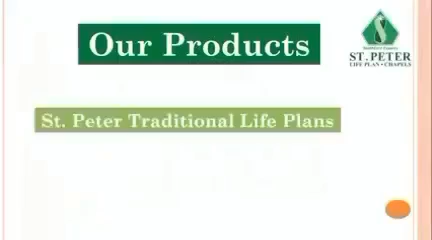 Our Products
ST. PETER
LIFE PLAN • CHAPELS
St. Peter Traditional Life Plans